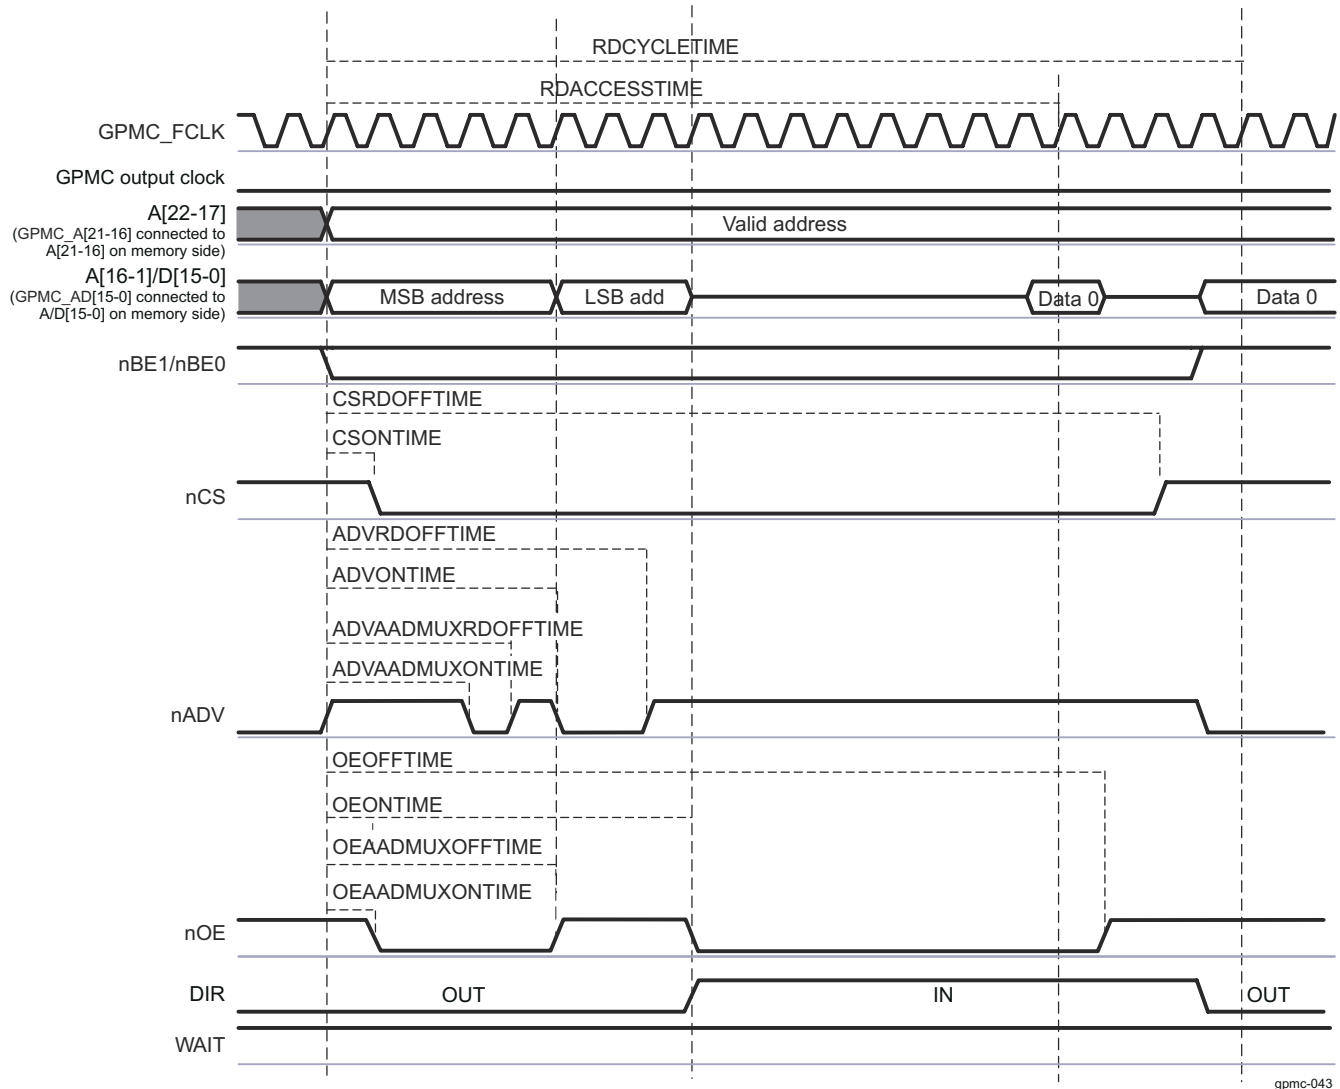 RDCYCLETIME
RDACCESSTIME
GPMC_FCLK
GPMC output clock
A[22-17]
(GPMC_A[21-16] connected to
A[21-16] on memory side)
Valid address
A[16-1]/D[15-0]
(GPMC_AD[15-0] connected to
A/D[15-0] on memory side)
MSB address
LSB add
Data 0
Data 0
nBE1/nBE0
CSRDOFFTIME
CSONTIME
nCS
ADVRDOFFTIME
ADVONTIME
ADVAADMUXRDOFFTIME
ADVAADMUXONTIME
nADV
OEOFFTIME
OEONTIME
OEAADMUXOFFTIME
OEAADMUXONTIME
nOE
DIR
OUT
IN
OUT
WAIT
gpmc-043